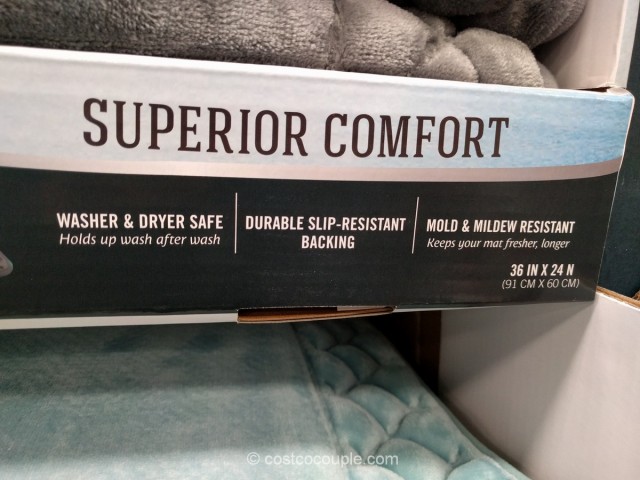 SUPERIOR COMFORT
WASHER & DRYER SAFE
Holds up wash after wash
DURABLE SLIP-RESISTANT
BACKING
MOLD & MILDEW RESISTANT
Keeps your mat fresher, longer
36 IN X 24 N
(91 CM X 60 CM)
© costcocouple.com